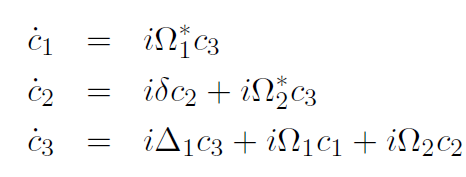 ċ₁ = iΩ₁*c₃
ċ₂ = iδc₂ + iΩ₂*c₃
ċ₃ = iΔ₁c₃ + iΩ₁c₁ + iΩ₂c₂